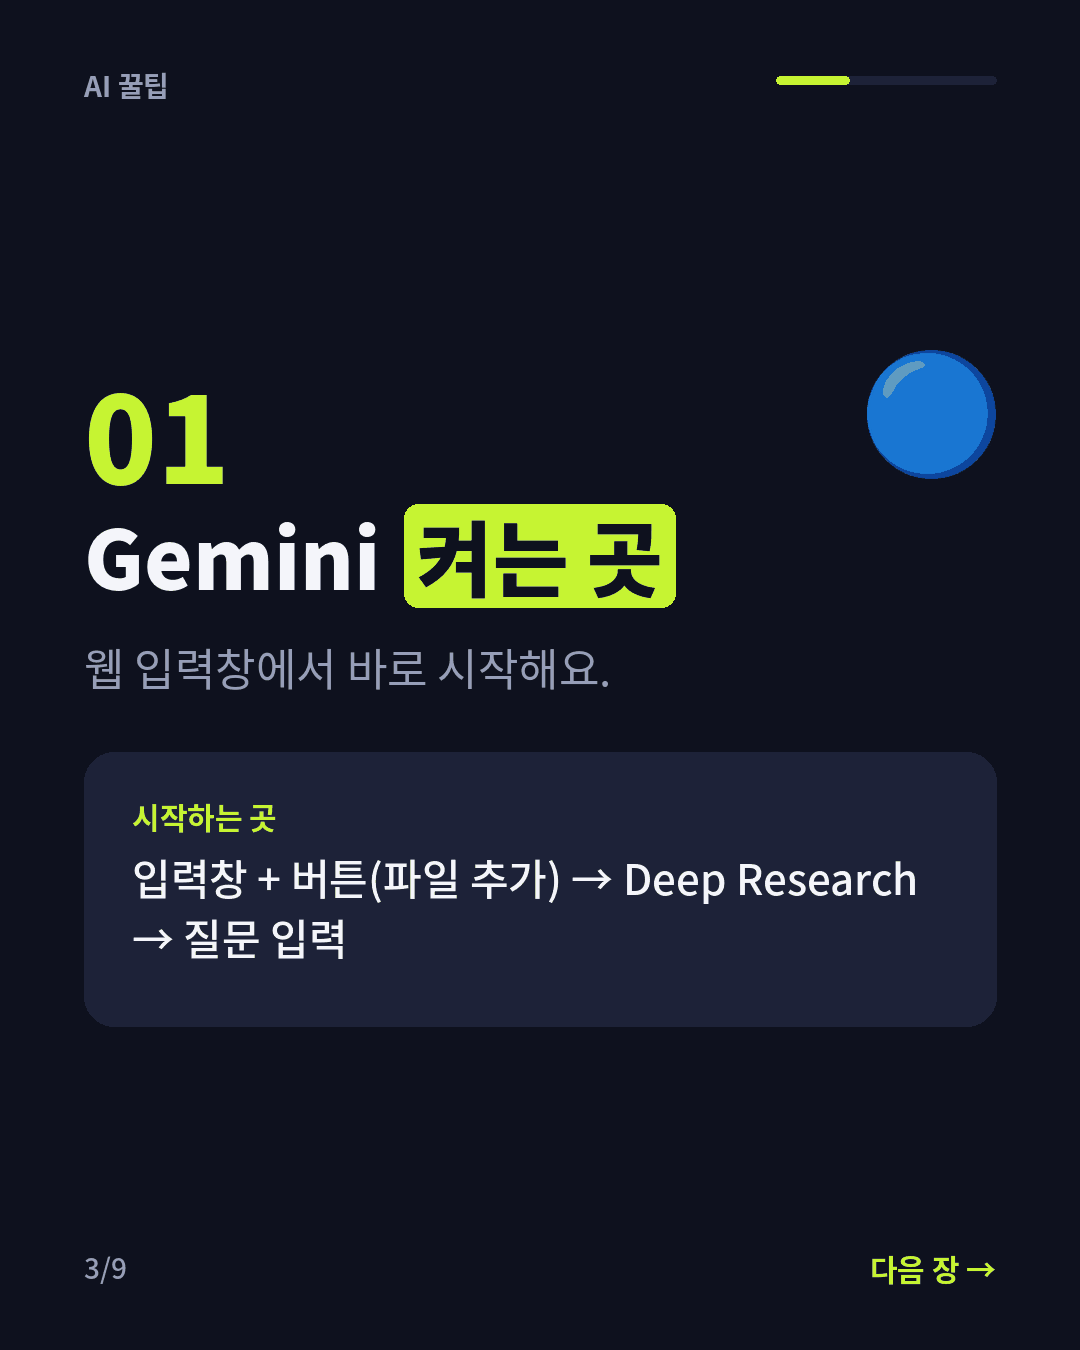 AI 꿀팁
01
Gemini 켜는 곳
웹 입력창에서 바로 시작해요.
시작하는 곳
입력창 + 버튼(파일 추가) → Deep Research
→ 질문 입력
3/9
다음 장 →